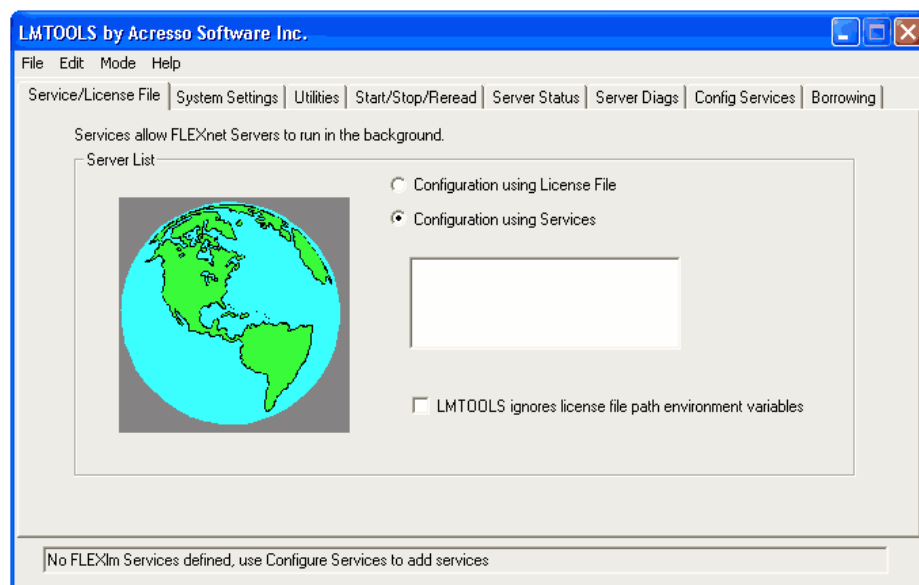 LMTOOLS by Acresso Software Inc.
File Edit Mode Help
Service/License File System Settings Utilities Start/Stop/Reread Server Status Server Diags Config Services Borrowing
Services allow FLEXnet Servers to run in the background.
Server List
Configuration using License File
Configuration using Services
LMTOOLS ignores license file path environment variables
No FLEXlm Services defined, use Configure Services to add services